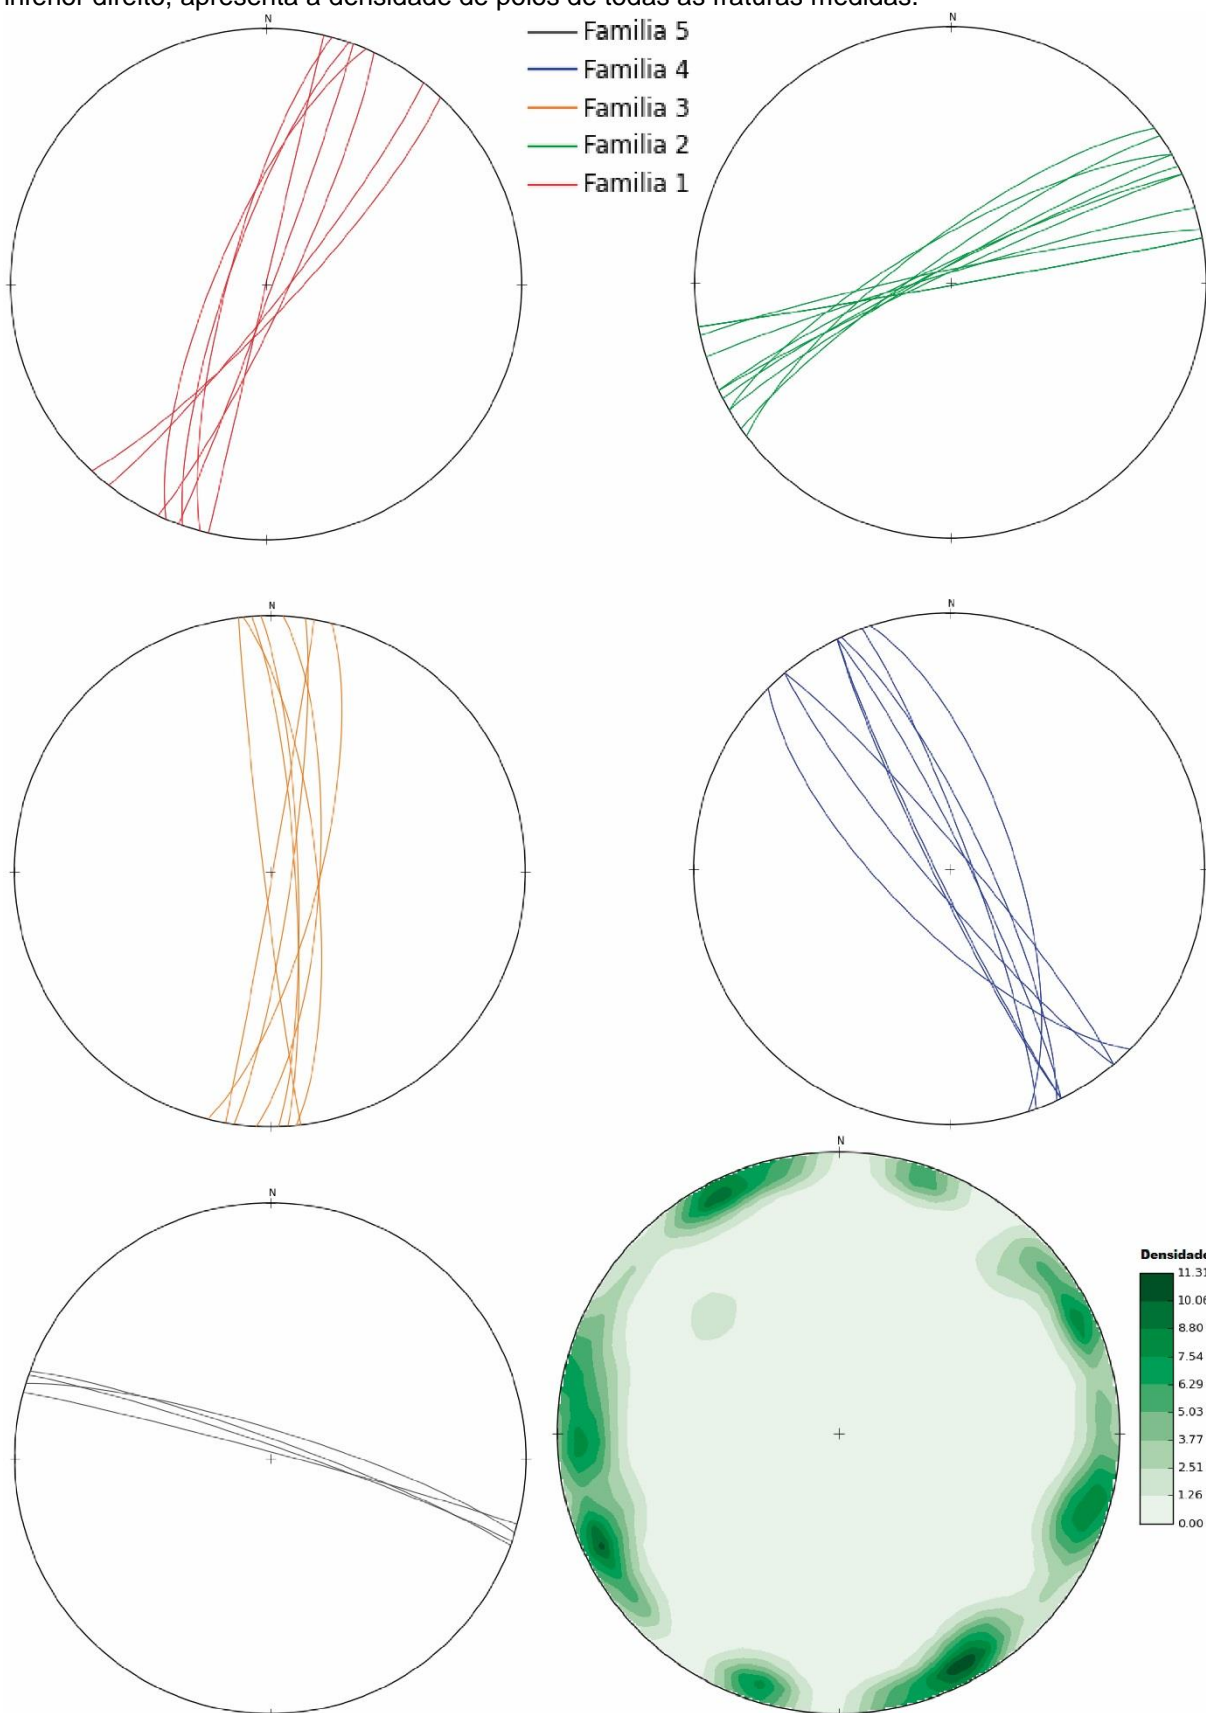 inferior direito, apresenta a densidade de polos de todas as fraturas medidas.
N
Familia 5
Familia 4
Familia 3
Familia 2
Familia 1
N
N
N
N
N
Densidade
11.31
10.06
8.80
7.54
6.29
5.03
3.77
2.51
1.26
0.00